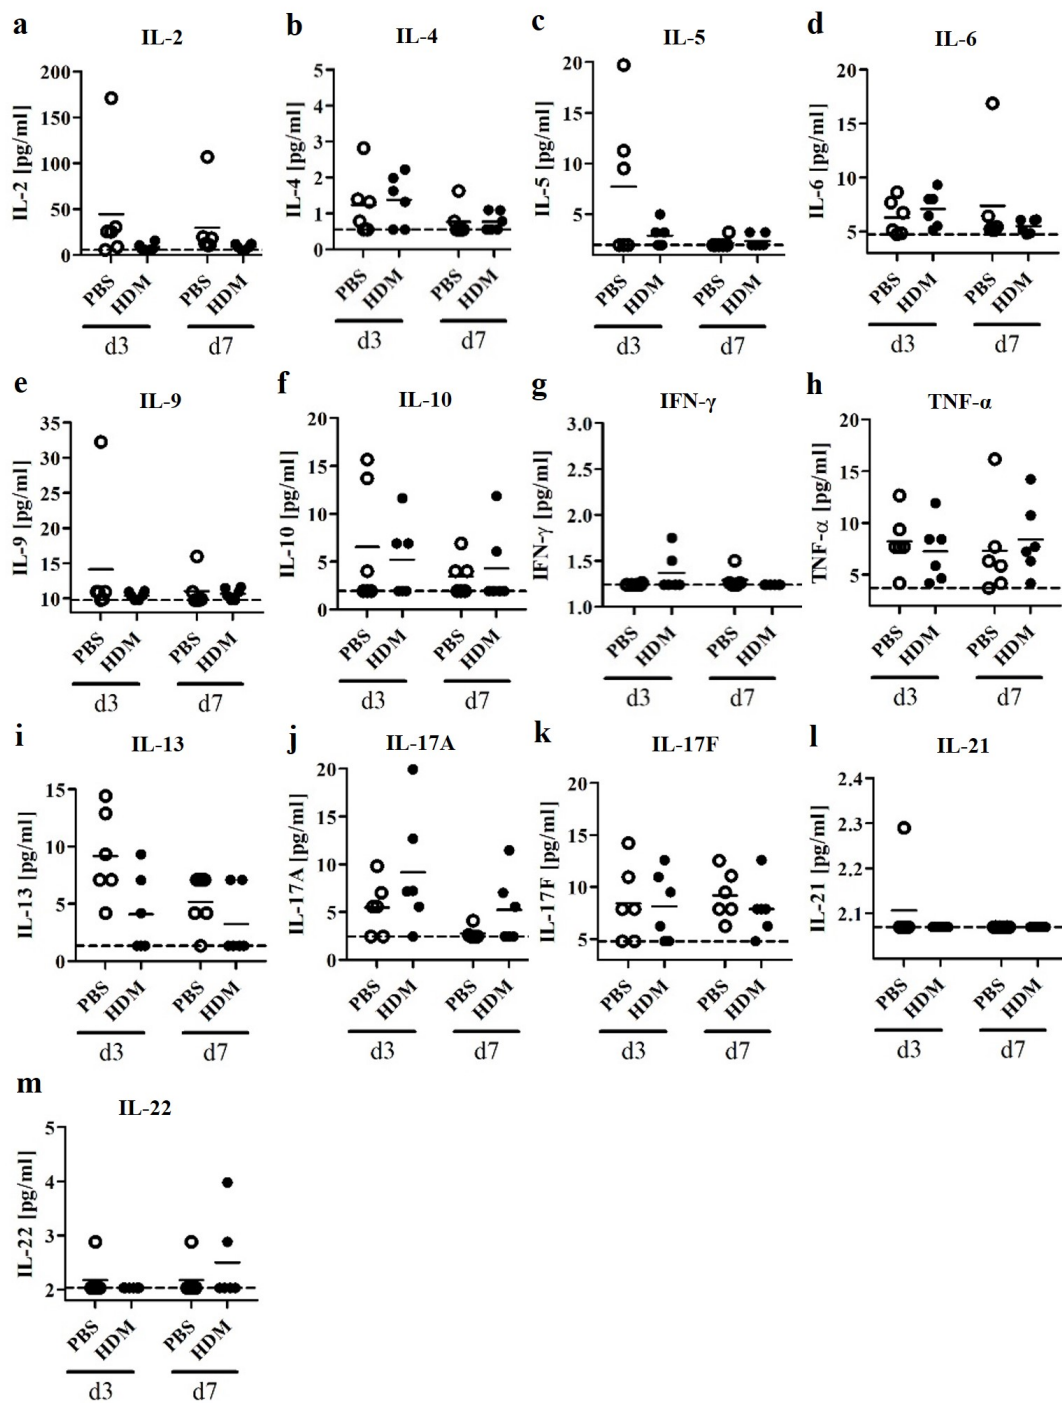 a
IL-2
IL-2 [pg/ml]
200
150
100
50
0
PBS
HDM
PBS
HDM
d3
d7
b
IL-4
IL-4 [pg/ml]
5
4
3
2
1
0
PBS
HDM
PBS
HDM
d3
d7
c
IL-5
IL-5 [pg/ml]
20
15
10
5
PBS
HDM
PBS
HDM
d3
d7
d
IL-6
IL-6 [pg/ml]
20
15
10
5
PBS
HDM
PBS
HDM
d3
d7
e
IL-9
IL-9 [pg/ml]
35
30
25
20
15
10
PBS
HDM
PBS
HDM
d3
d7
f
IL-10
IL-10 [pg/ml]
20
15
10
5
0
PBS
HDM
PBS
HDM
d3
d7
g
IFN-γ
IFN-γ [pg/ml]
3.0
2.5
2.0
1.5
1.0
PBS
HDM
PBS
HDM
d3
d7
h
TNF-α
TNF-α [pg/ml]
20
15
10
5
PBS
HDM
PBS
HDM
d3
d7
i
IL-13
IL-13 [pg/ml]
15
10
5
0
PBS
HDM
PBS
HDM
d3
d7
j
IL-17A
IL-17A [pg/ml]
20
15
10
5
0
PBS
HDM
PBS
HDM
d3
d7
k
IL-17F
IL-17F [pg/ml]
20
15
10
5
PBS
HDM
PBS
HDM
d3
d7
l
IL-21
IL-21 [pg/ml]
2.4
2.3
2.2
2.1
PBS
HDM
PBS
HDM
d3
d7
m
IL-22
IL-22 [pg/ml]
5
4
3
2
PBS
HDM
PBS
HDM
d3
d7